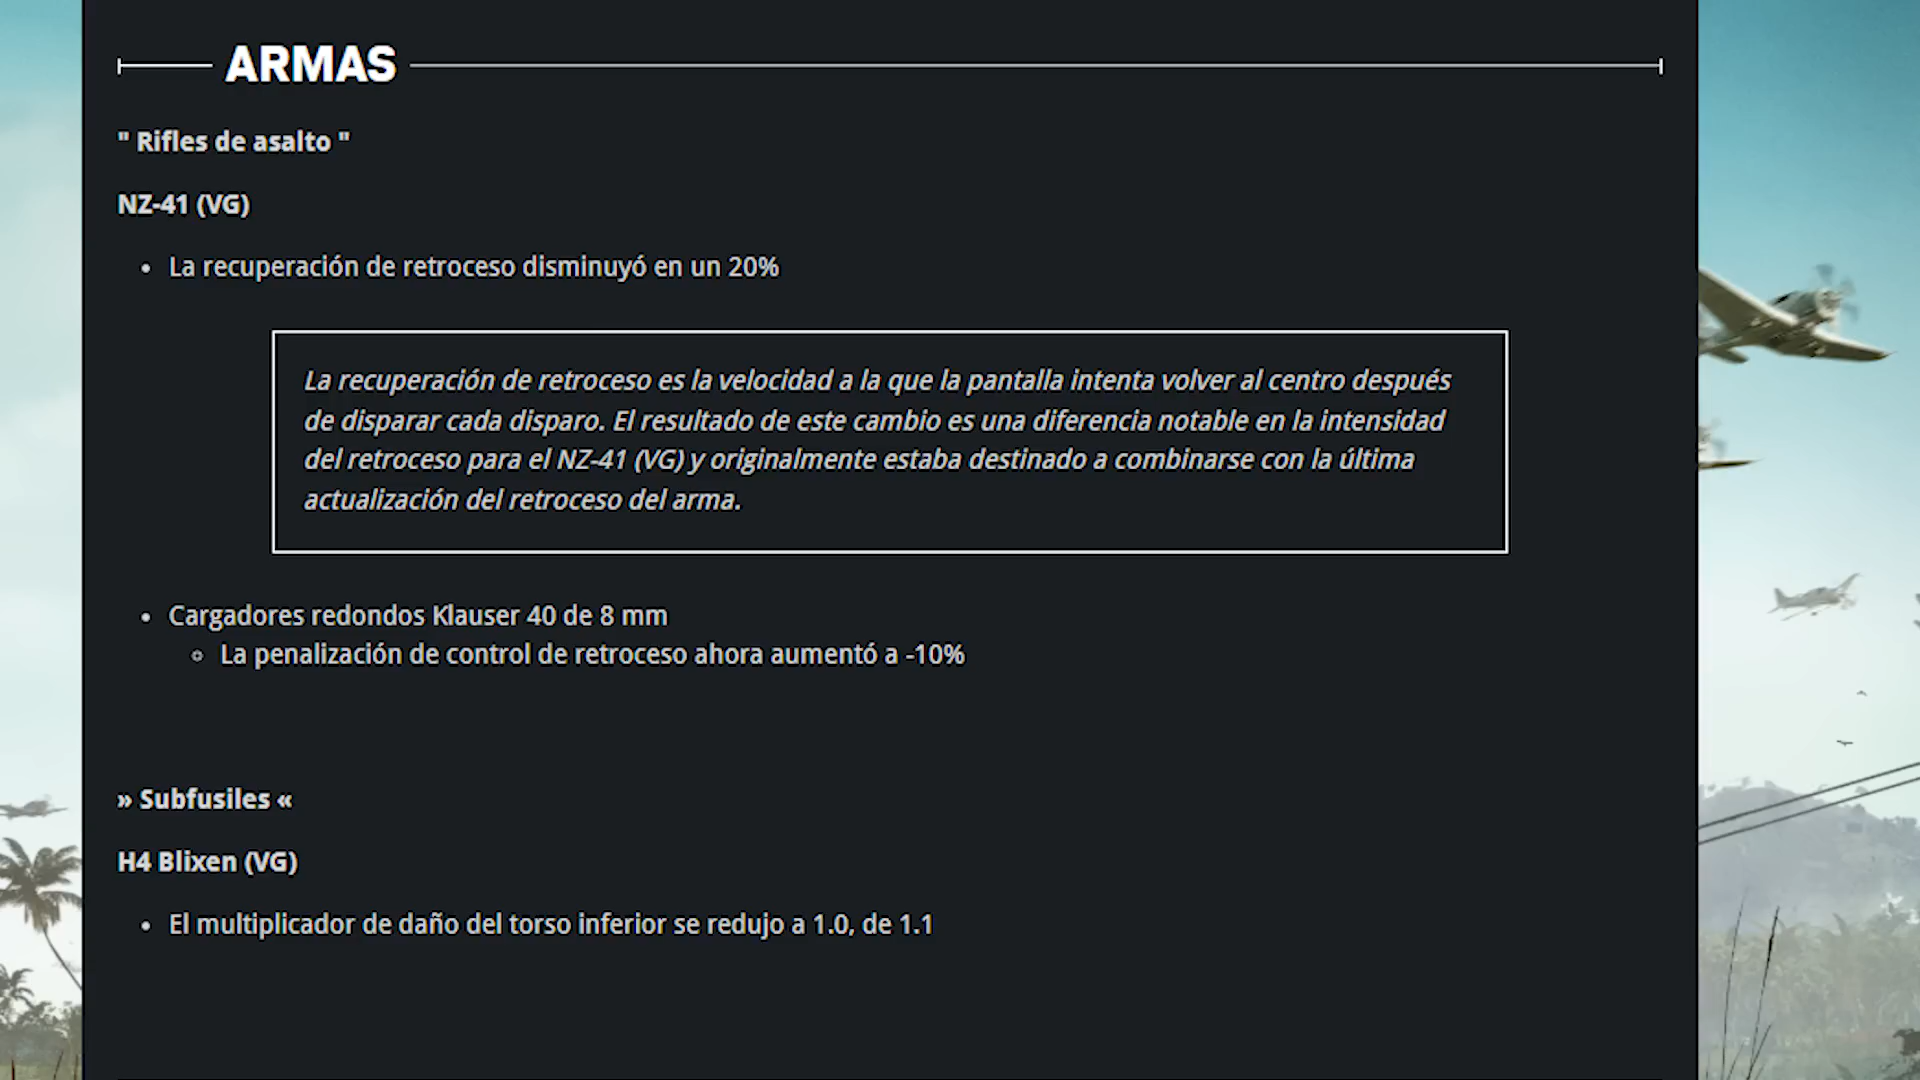 ARMAS
" Rifles de asalto "
NZ-41 (VG)
• La recuperación de retroceso disminuyó en un 20%
La recuperación de retroceso es la velocidad a la que la pantalla intenta volver al centro después
de disparar cada disparo. El resultado de este cambio es una diferencia notable en la intensidad
del retroceso para el NZ-41 (VG) y originalmente estaba destinado a combinarse con la última
actualización del retroceso del arma.
• Cargadores redondos Klauser 40 de 8 mm
◦ La penalización de control de retroceso ahora aumentó a -10%
» Subfusiles «
H4 Blixen (VG)
• El multiplicador de daño del torso inferior se redujo a 1.0, de 1.1